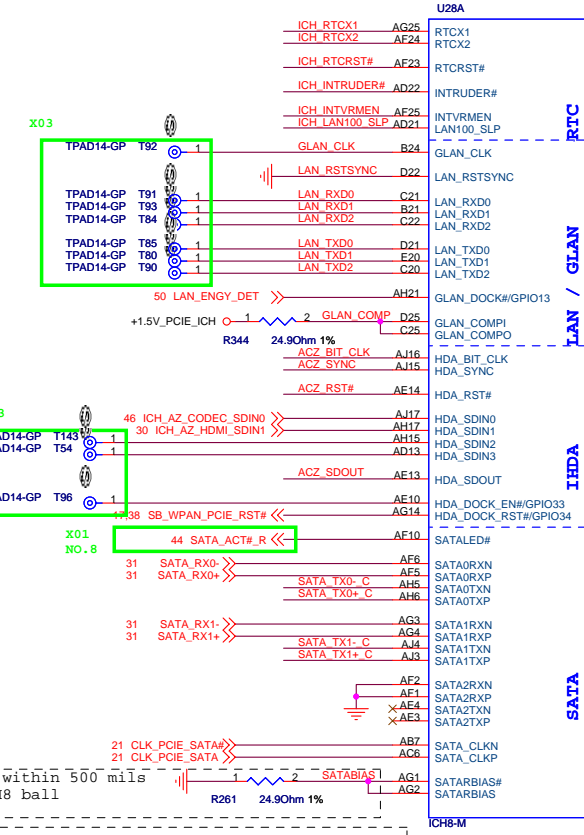 U28A
ICH_RTCX1 AG25 RTCX1
ICH_RTCX2 AF24 RTCX2
ICH_RTCRST# AF23 RTCRST#
ICH_INTRUDER# AD22 INTRUDER#
ICH_INTVRMEN AF25 INTVRMEN
ICH_LAN100_SLP AD21 LAN100_SLP
RTC
X03
TPAD14-GP T92 1 GLAN_CLK B24 GLAN_CLK
LAN_RSTSYNC D22 LAN_RSTSYNC
TPAD14-GP T91 1 LAN_RXD0 C21 LAN_RXD0
TPAD14-GP T93 1 LAN_RXD1 B21 LAN_RXD1
TPAD14-GP T84 1 LAN_RXD2 C22 LAN_RXD2
TPAD14-GP T85 1 LAN_TXD0 D21 LAN_TXD0
TPAD14-GP T80 1 LAN_TXD1 E20 LAN_TXD1
TPAD14-GP T90 1 LAN_TXD2 C20 LAN_TXD2
LAN / GLAN
50 LAN_ENGY_DET AH21 GLAN_DOCK#/GPIO13
+1.5V_PCIE_ICH 1 2 GLAN_COMP D25 GLAN_COMPI
C25 GLAN_COMPO
R344 24.9Ohm 1%
ACZ_BIT_CLK AJ16 HDA_BIT_CLK
ACZ_SYNC AJ15 HDA_SYNC
ACZ_RST# AE14 HDA_RST#
46 ICH_AZ_CODEC_SDIN0 AJ17 HDA_SDIN0
30 ICH_AZ_HDMI_SDIN1 AH17 HDA_SDIN1
3
AD14-GP T143 1 AH15 HDA_SDIN2
AD14-GP T54 1 AD13 HDA_SDIN3
ACZ_SDOUT AE13 HDA_SDOUT
IHDA
AD14-GP T96 1 AE10 HDA_DOCK_EN#/GPIO33
17,38 SB_WPAN_PCIE_RST# AG14 HDA_DOCK_RST#/GPIO34
X01
NO.8
44 SATA_ACT#_R AF10 SATALED#
31 SATA_RX0- AF6 SATA0RXN
31 SATA_RX0+ AF5 SATA0RXP
SATA_TX0-_C AH5 SATA0TXN
SATA_TX0+_C AH6 SATA0TXP
31 SATA_RX1- AG3 SATA1RXN
31 SATA_RX1+ AG4 SATA1RXP
SATA_TX1-_C AJ4 SATA1TXN
SATA_TX1+_C AJ3 SATA1TXP
AF2 SATA2RXN
AF1 SATA2RXP
AE4 SATA2TXN
AE3 SATA2TXP
SATA
21 CLK_PCIE_SATA# AB7 SATA_CLKN
21 CLK_PCIE_SATA AC6 SATA_CLKP
within 500 mils
H8 ball
1 2 SATABIAS AG1 SATARBIAS#
AG2 SATARBIAS
R261 24.9Ohm 1%
ICH8-M